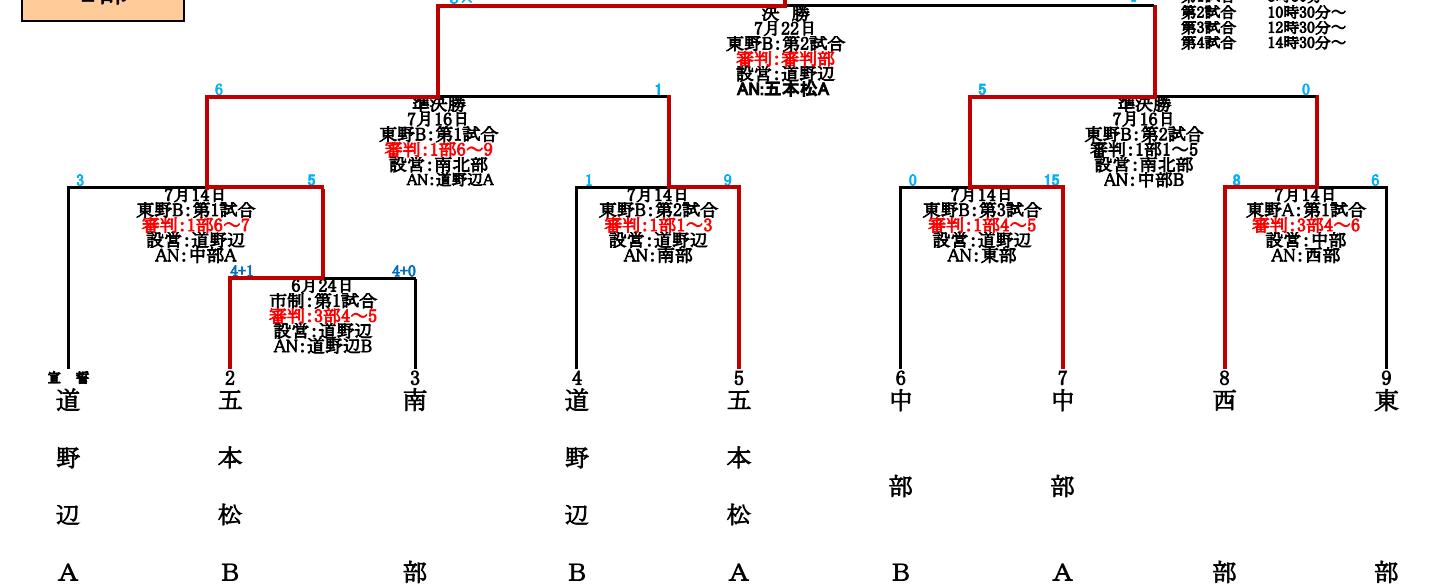 決　勝
7月22日
東野B：第2試合
審判：審判部
設営：道野辺
AN:五本松A
第2試合　10時30分～
第3試合　12時30分～
第4試合　14時30分～
6　1
準決勝
7月16日
東野B：第1試合
審判：1部6～9
設営：南北部
AN：道野辺A
5　0
準決勝
7月16日
東野B：第2試合
審判：1部1～5
設営：南北部
AN：中部B
3　5
7月14日
東野B：第1試合
審判：1部6～7
設営：道野辺
AN：中部A
1　9
7月14日
東野B：第2試合
審判：1部1～3
設営：道野辺
AN：南部
0　15
7月14日
東野B：第3試合
審判：1部4～5
設営：道野辺
AN：東部
8　6
7月14日
東野A：第1試合
審判：3部4～6
設営：中部
AN：西部
4+1　4+0
6月24日
市制：第1試合
審判：3部4～5
設営：道野辺
AN：道野辺B
宣　誓
道野辺A
2
五本松B
3
南部
4
道野辺B
5
五本松A
6
中部B
7
中部A
8
西部
9
東部